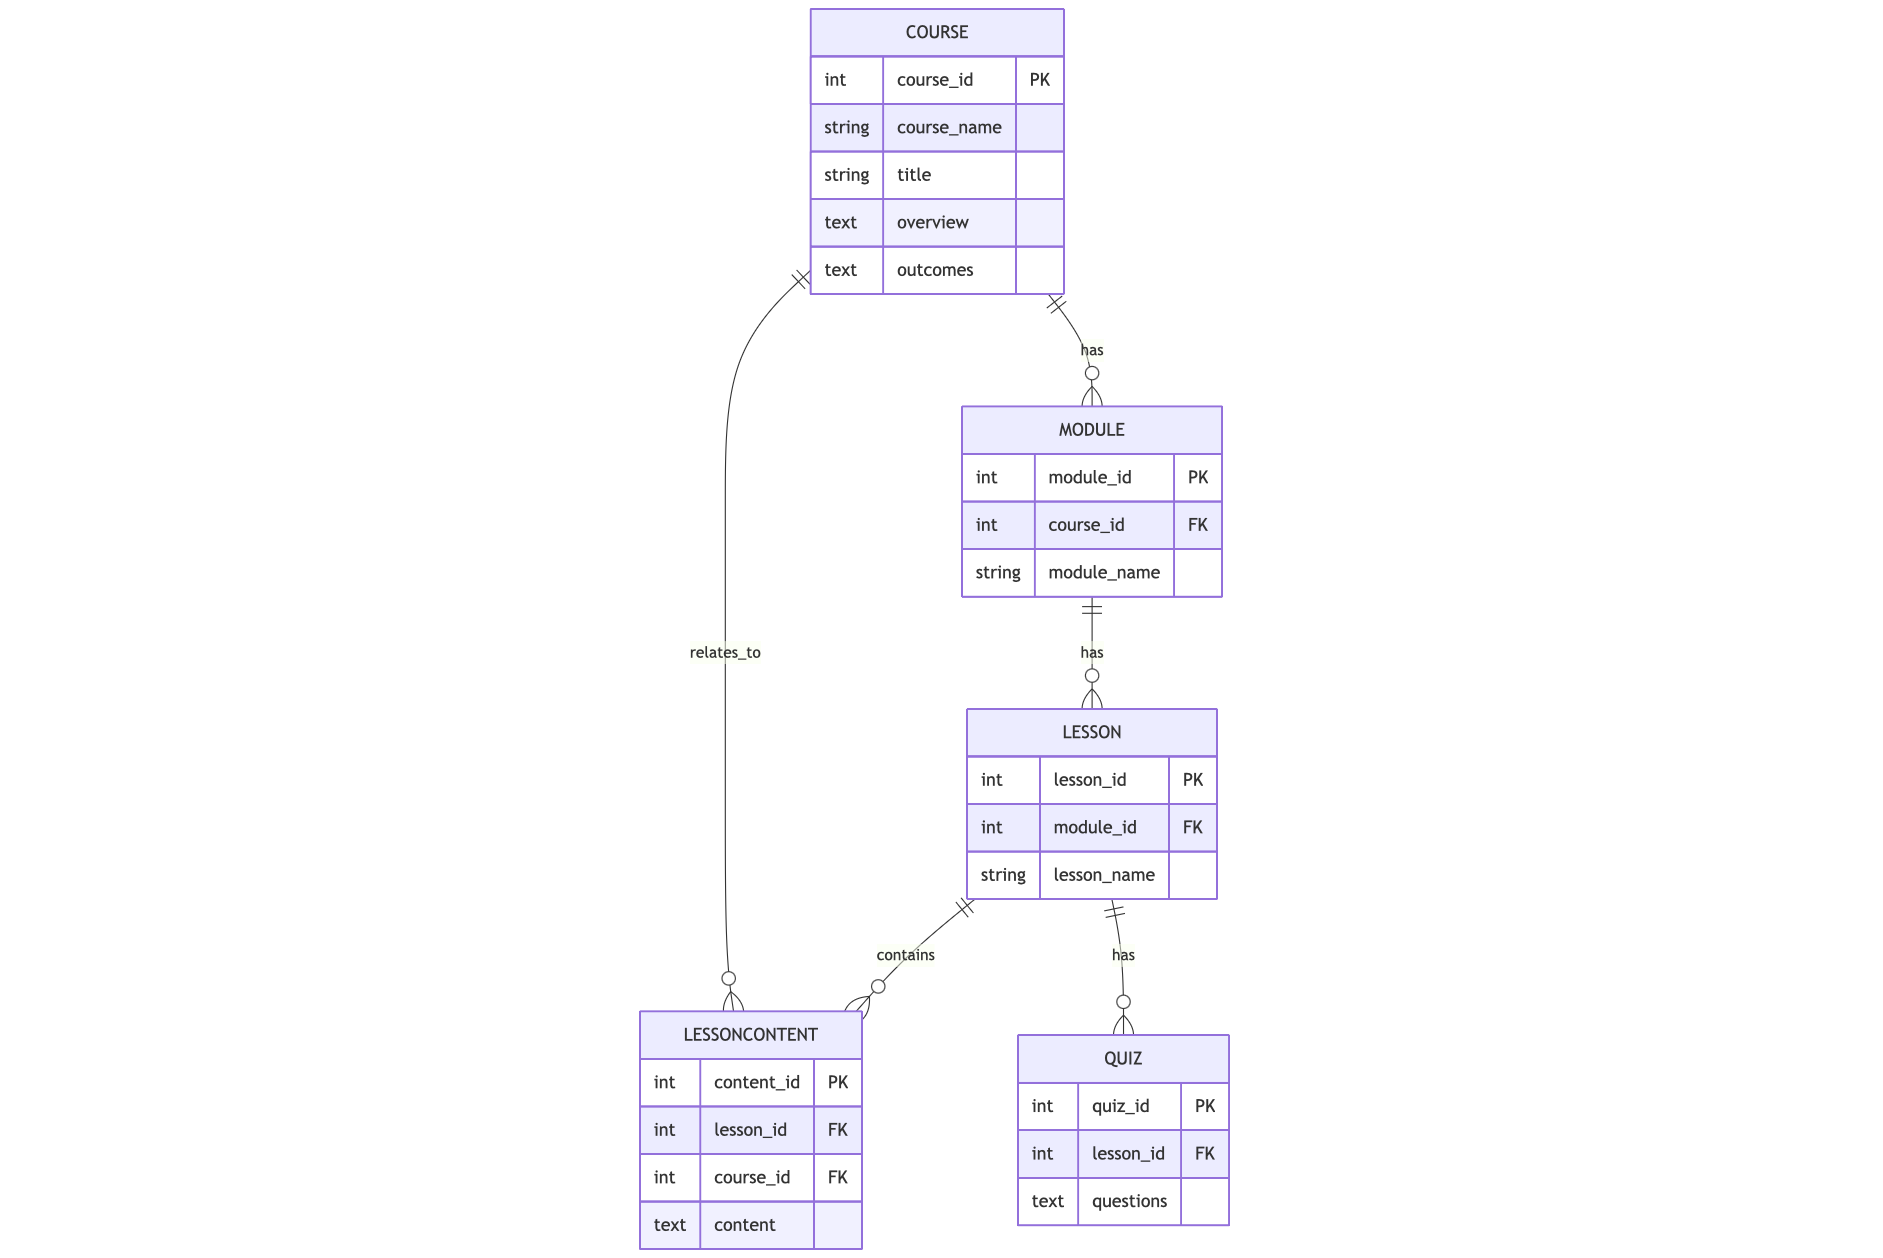 COURSE
int course_id PK
string course_name
string title
text overview
text outcomes
has
MODULE
int module_id PK
int course_id FK
string module_name
relates_to
has
LESSON
int lesson_id PK
int module_id FK
string lesson_name
contains
has
LESSONCONTENT
int content_id PK
int lesson_id FK
int course_id FK
text content
QUIZ
int quiz_id PK
int lesson_id FK
text questions